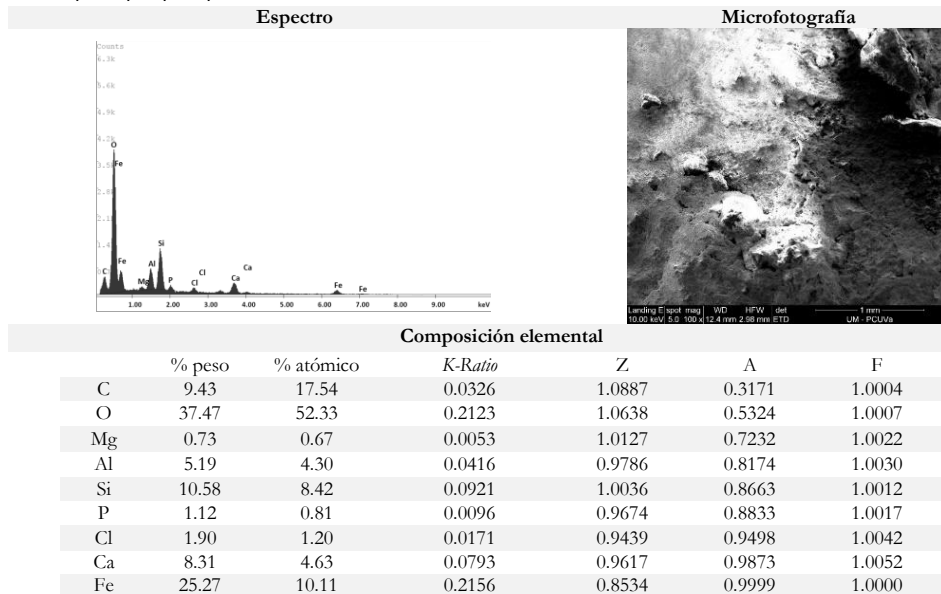 Espectro
Microfotografía
Counts
6.3k
5.6k
4.9k
4.2k
O
Fe
Fe
C
Mg
Al
Si
P
Cl
Cl
Ca
Ca
Fe
Fe
1.00 2.00 3.00 4.00 5.00 6.00 7.00 8.00 9.00 keV
Landing E spot mag WD HFW det 1 mm
10.00 keV 5.0 100 x 12.4 mm 2.98 mm ETD UM - PCUVa
Composición elemental
% peso % atómico K-Ratio Z A F
C 9.43 17.54 0.0326 1.0887 0.3171 1.0004
O 37.47 52.33 0.2123 1.0638 0.5324 1.0007
Mg 0.73 0.67 0.0053 1.0127 0.7232 1.0022
Al 5.19 4.30 0.0416 0.9786 0.8174 1.0030
Si 10.58 8.42 0.0921 1.0036 0.8663 1.0012
P 1.12 0.81 0.0096 0.9674 0.8833 1.0017
Cl 1.90 1.20 0.0171 0.9439 0.9498 1.0042
Ca 8.31 4.63 0.0793 0.9617 0.9873 1.0052
Fe 25.27 10.11 0.2156 0.8534 0.9999 1.0000